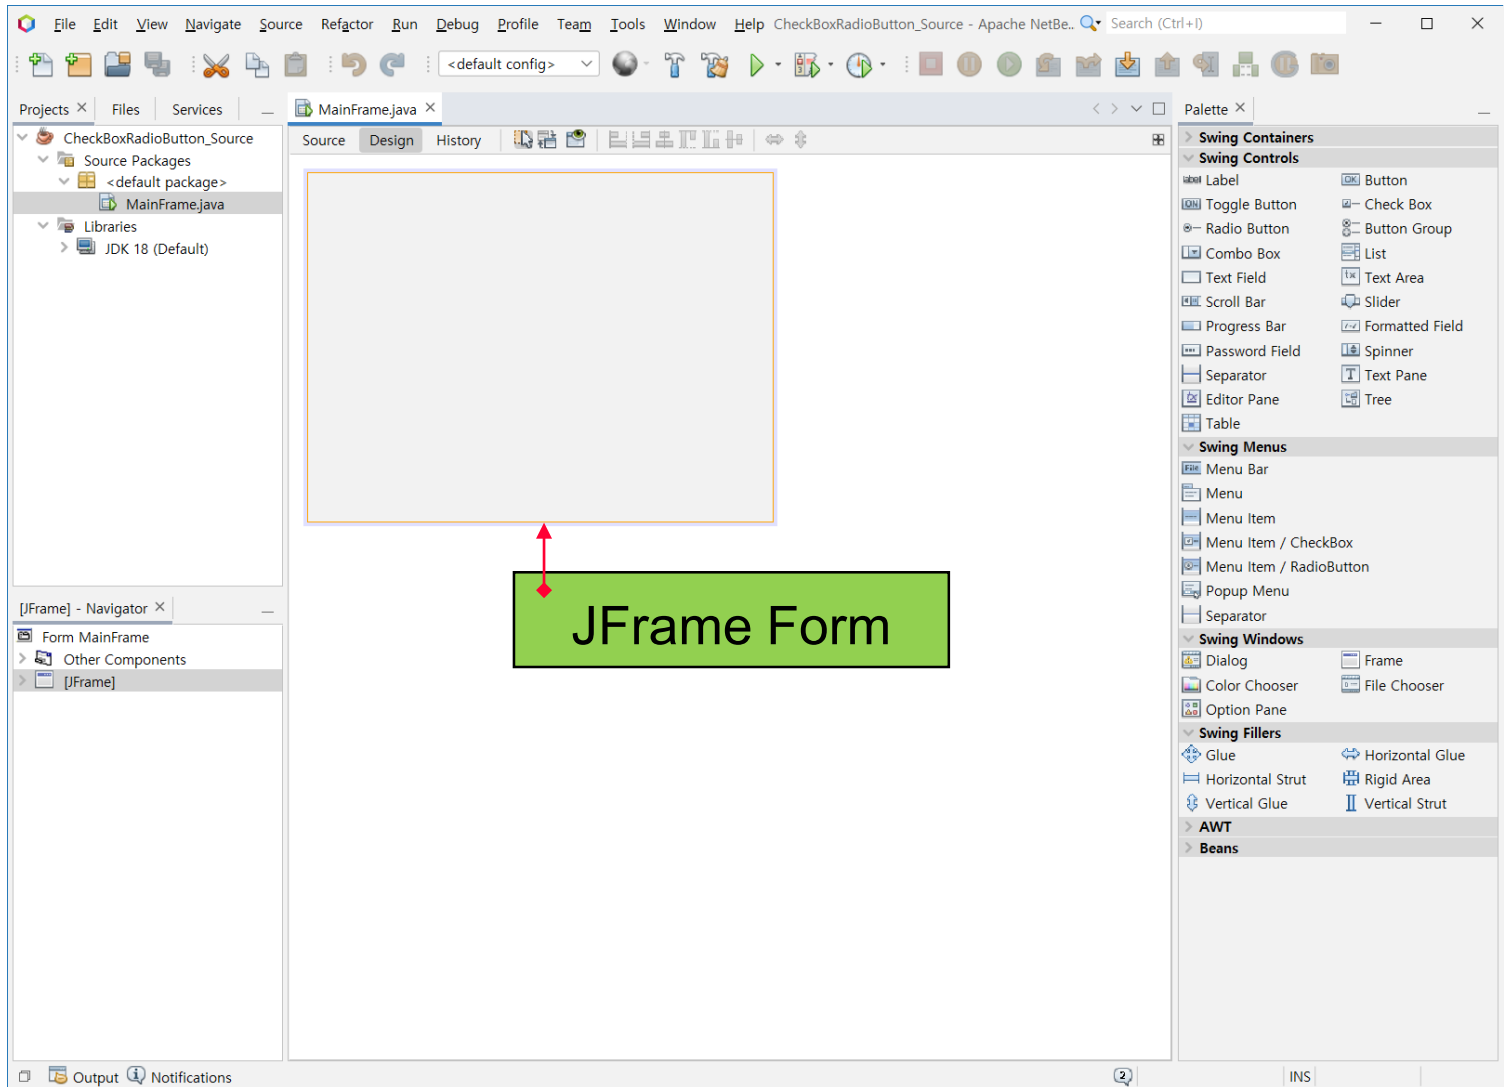 File Edit View Navigate Source Refactor Run Debug Profile Team Tools Window Help CheckBoxRadioButton_Source - Apache NetBe.. Search (Ctrl+I)
<default config>
Projects Files Services
CheckBoxRadioButton_Source
Source Packages
<default package>
MainFrame.java
Libraries
JDK 18 (Default)
[JFrame] - Navigator
Form MainFrame
Other Components
[JFrame]
MainFrame.java
Source Design History
JFrame Form
Palette
Swing Containers
Swing Controls
Label Button
Toggle Button Check Box
Radio Button Button Group
Combo Box List
Text Field Text Area
Scroll Bar Slider
Progress Bar Formatted Field
Password Field Spinner
Separator Text Pane
Editor Pane Tree
Table
Swing Menus
Menu Bar
Menu
Menu Item
Menu Item / CheckBox
Menu Item / RadioButton
Popup Menu
Separator
Swing Windows
Dialog Frame
Color Chooser File Chooser
Option Pane
Swing Fillers
Glue Horizontal Glue
Horizontal Strut Rigid Area
Vertical Glue Vertical Strut
AWT
Beans
Output Notifications 2 INS